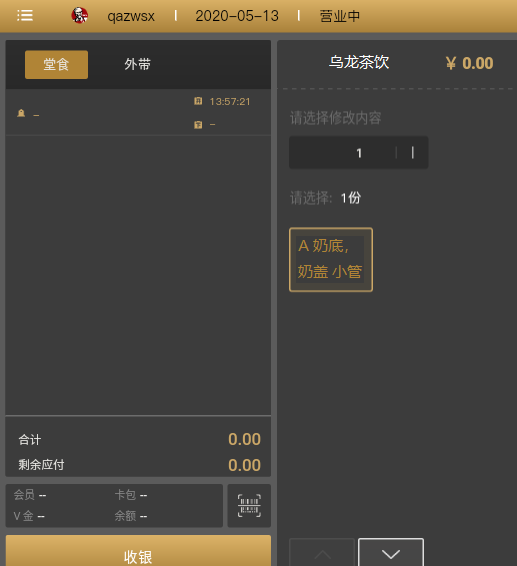 qazwsx | 2020-05-13 | 营业中
堂食 外带
乌龙茶饮 ¥ 0.00
13:57:21
--
--
请选择修改内容
1
请选择: 1份
A 奶底,
奶盖 小管
合计 0.00
剩余应付 0.00
会员 -- 卡包 --
V 金 -- 余额 --
收银